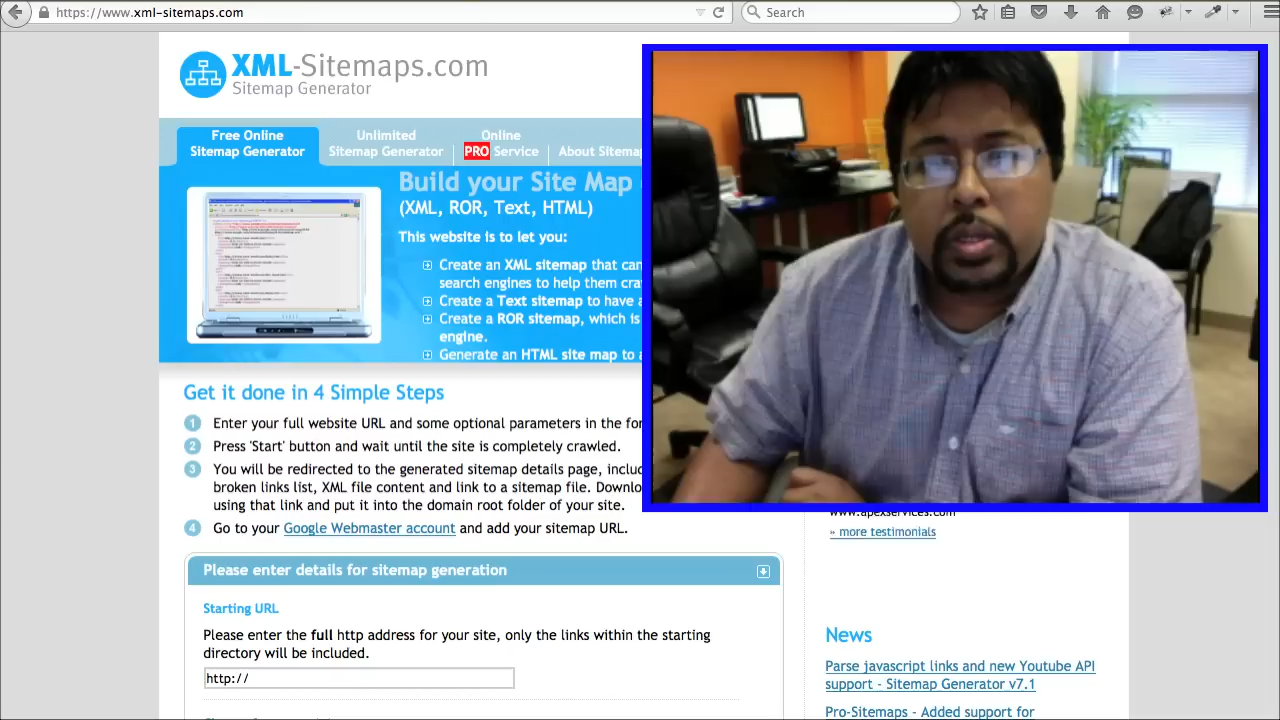 https://www.xml-sitemaps.com
Search
XML-Sitemaps.com
Sitemap Generator
Free Online
Sitemap Generator
Unlimited
Sitemap Generator
Online
PRO Service
About Sitema
Build your Site Map
(XML, ROR, Text, HTML)
This website is to let you:
Create an XML sitemap that can
search engines to help them cra
Create a Text sitemap to have a
Create a ROR sitemap, which is
engine.
Generate an HTML site map to a
Get it done in 4 Simple Steps
1 Enter your full website URL and some optional parameters in the for
2 Press 'Start' button and wait until the site is completely crawled.
3 You will be redirected to the generated sitemap details page, inclu
broken links list, XML file content and link to a sitemap file. Downlo
using that link and put it into the domain root folder of your site.
4 Go to your Google Webmaster account and add your sitemap URL.
Please enter details for sitemap generation
Starting URL
Please enter the full http address for your site, only the links within the starting
directory will be included.
http://
www.apexservices.com
» more testimonials
News
Parse javascript links and new Youtube API
support - Sitemap Generator v7.1
Pro-Sitemaps - Added support for